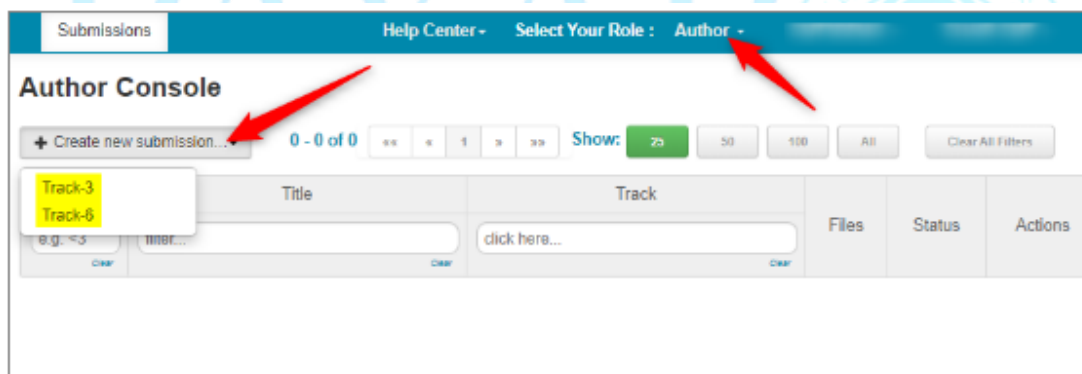 Submissions Help Center Select Your Role : Author
Author Console
+ Create new submission... 0 - 0 of 0 «« « 1 » »» Show: 25 50 100 All Clear All Filters
Track-3
Track-6
Title Track Files Status Actions
e.g. <3 filter... click here...
Clear Clear Clear